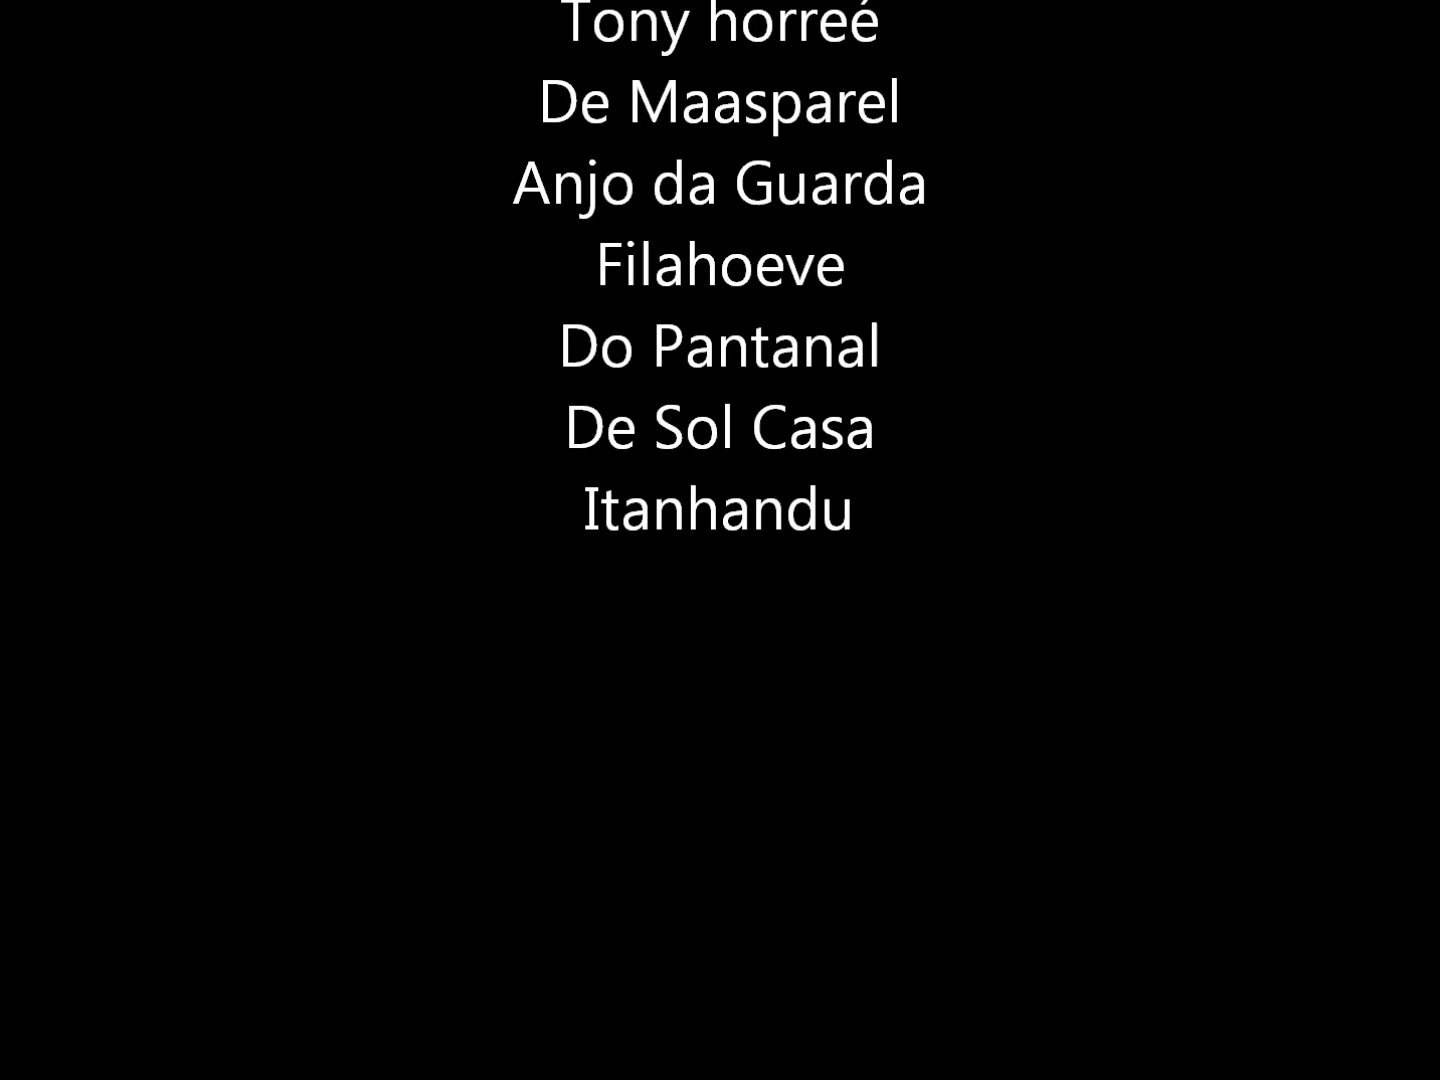 Tony horreé
De Maasparel
Anjo da Guarda
Filahoeve
Do Pantanal
De Sol Casa
Itanhandu